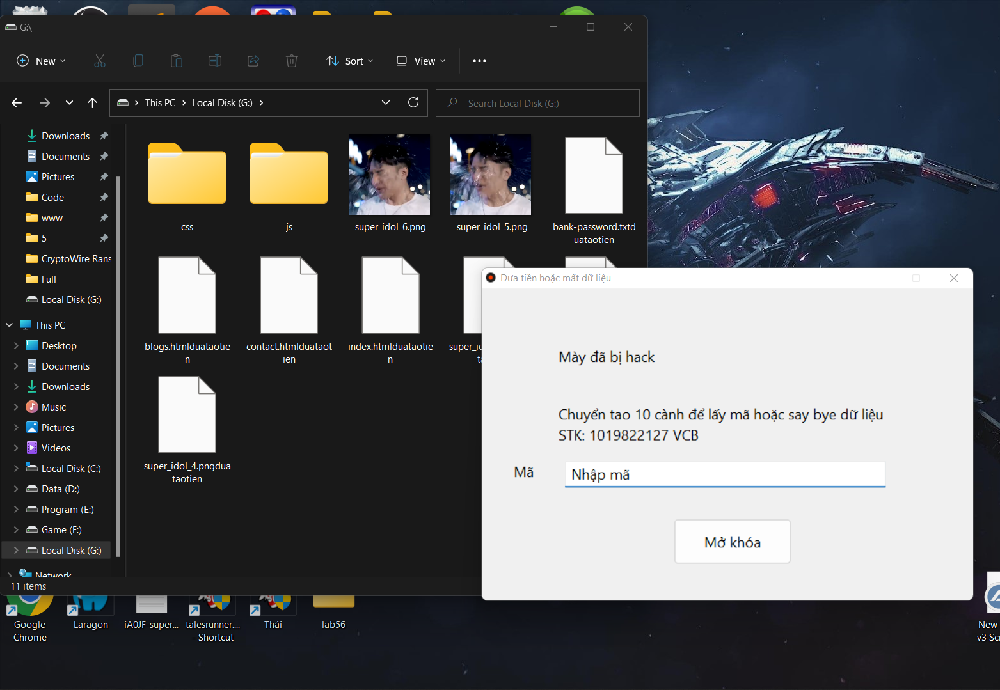 G:\
New
Sort
View
This PC
Local Disk (G:)
Search Local Disk (G:)
Downloads
Documents
Pictures
Code
www
5
CryptoWire Rans
Full
Local Disk (G:)
This PC
Desktop
Documents
Downloads
Music
Pictures
Videos
Local Disk (C:)
Data (D:)
Program (E:)
Game (F:)
Local Disk (G:)
Network
11 items
css
js
super_idol_6.png
super_idol_5.png
bank-password.txtd
uataotien
blogs.htmlduataotie
n
contact.htmlduataot
ien
index.htmlduataotie
n
super_id
ta
super_idol_4.pngdua
taotien
Đưa tiền hoặc mất dữ liệu
Mày đã bị hack
Chuyển tao 10 cành để lấy mã hoặc say bye dữ liệu
STK: 1019822127 VCB
Mã
Nhập mã
Mở khóa
Google
Chrome
Laragon
iA0JF-super...
talesrunner....
- Shortcut
Thái
lab56
New
v3 Scr